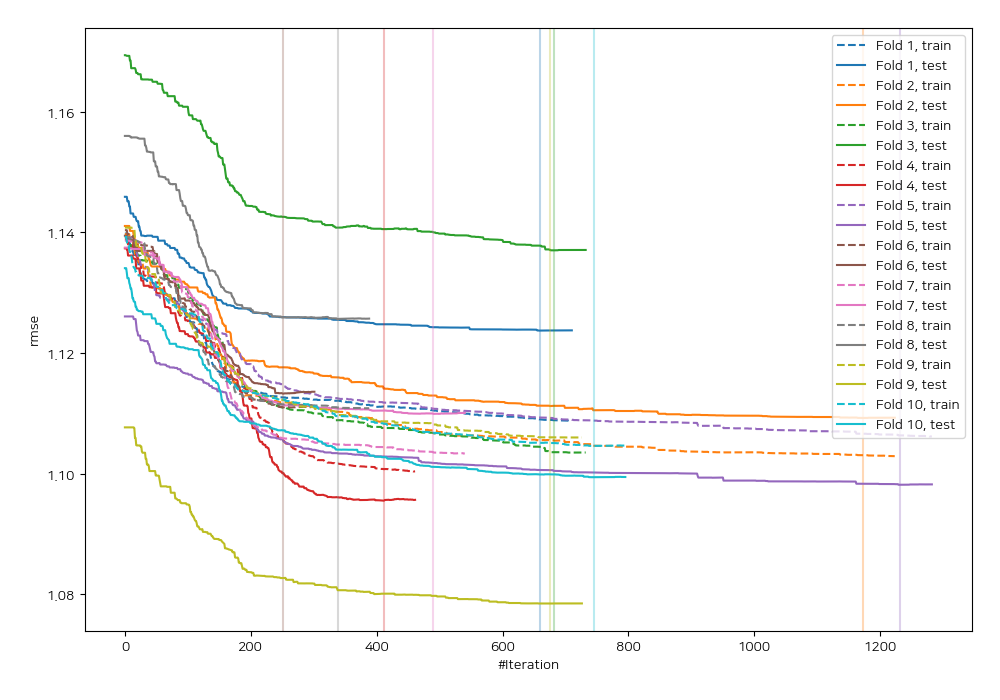 1,16
1,14
1,12
1,10
1,08
rmse
0
200
400
600
800
1000
1200
#Iteration
Fold 1, train
Fold 1, test
Fold 2, train
Fold 2, test
Fold 3, train
Fold 3, test
Fold 4, train
Fold 4, test
Fold 5, train
Fold 5, test
Fold 6, train
Fold 6, test
Fold 7, train
Fold 7, test
Fold 8, train
Fold 8, test
Fold 9, train
Fold 9, test
Fold 10, train
Fold 10, test